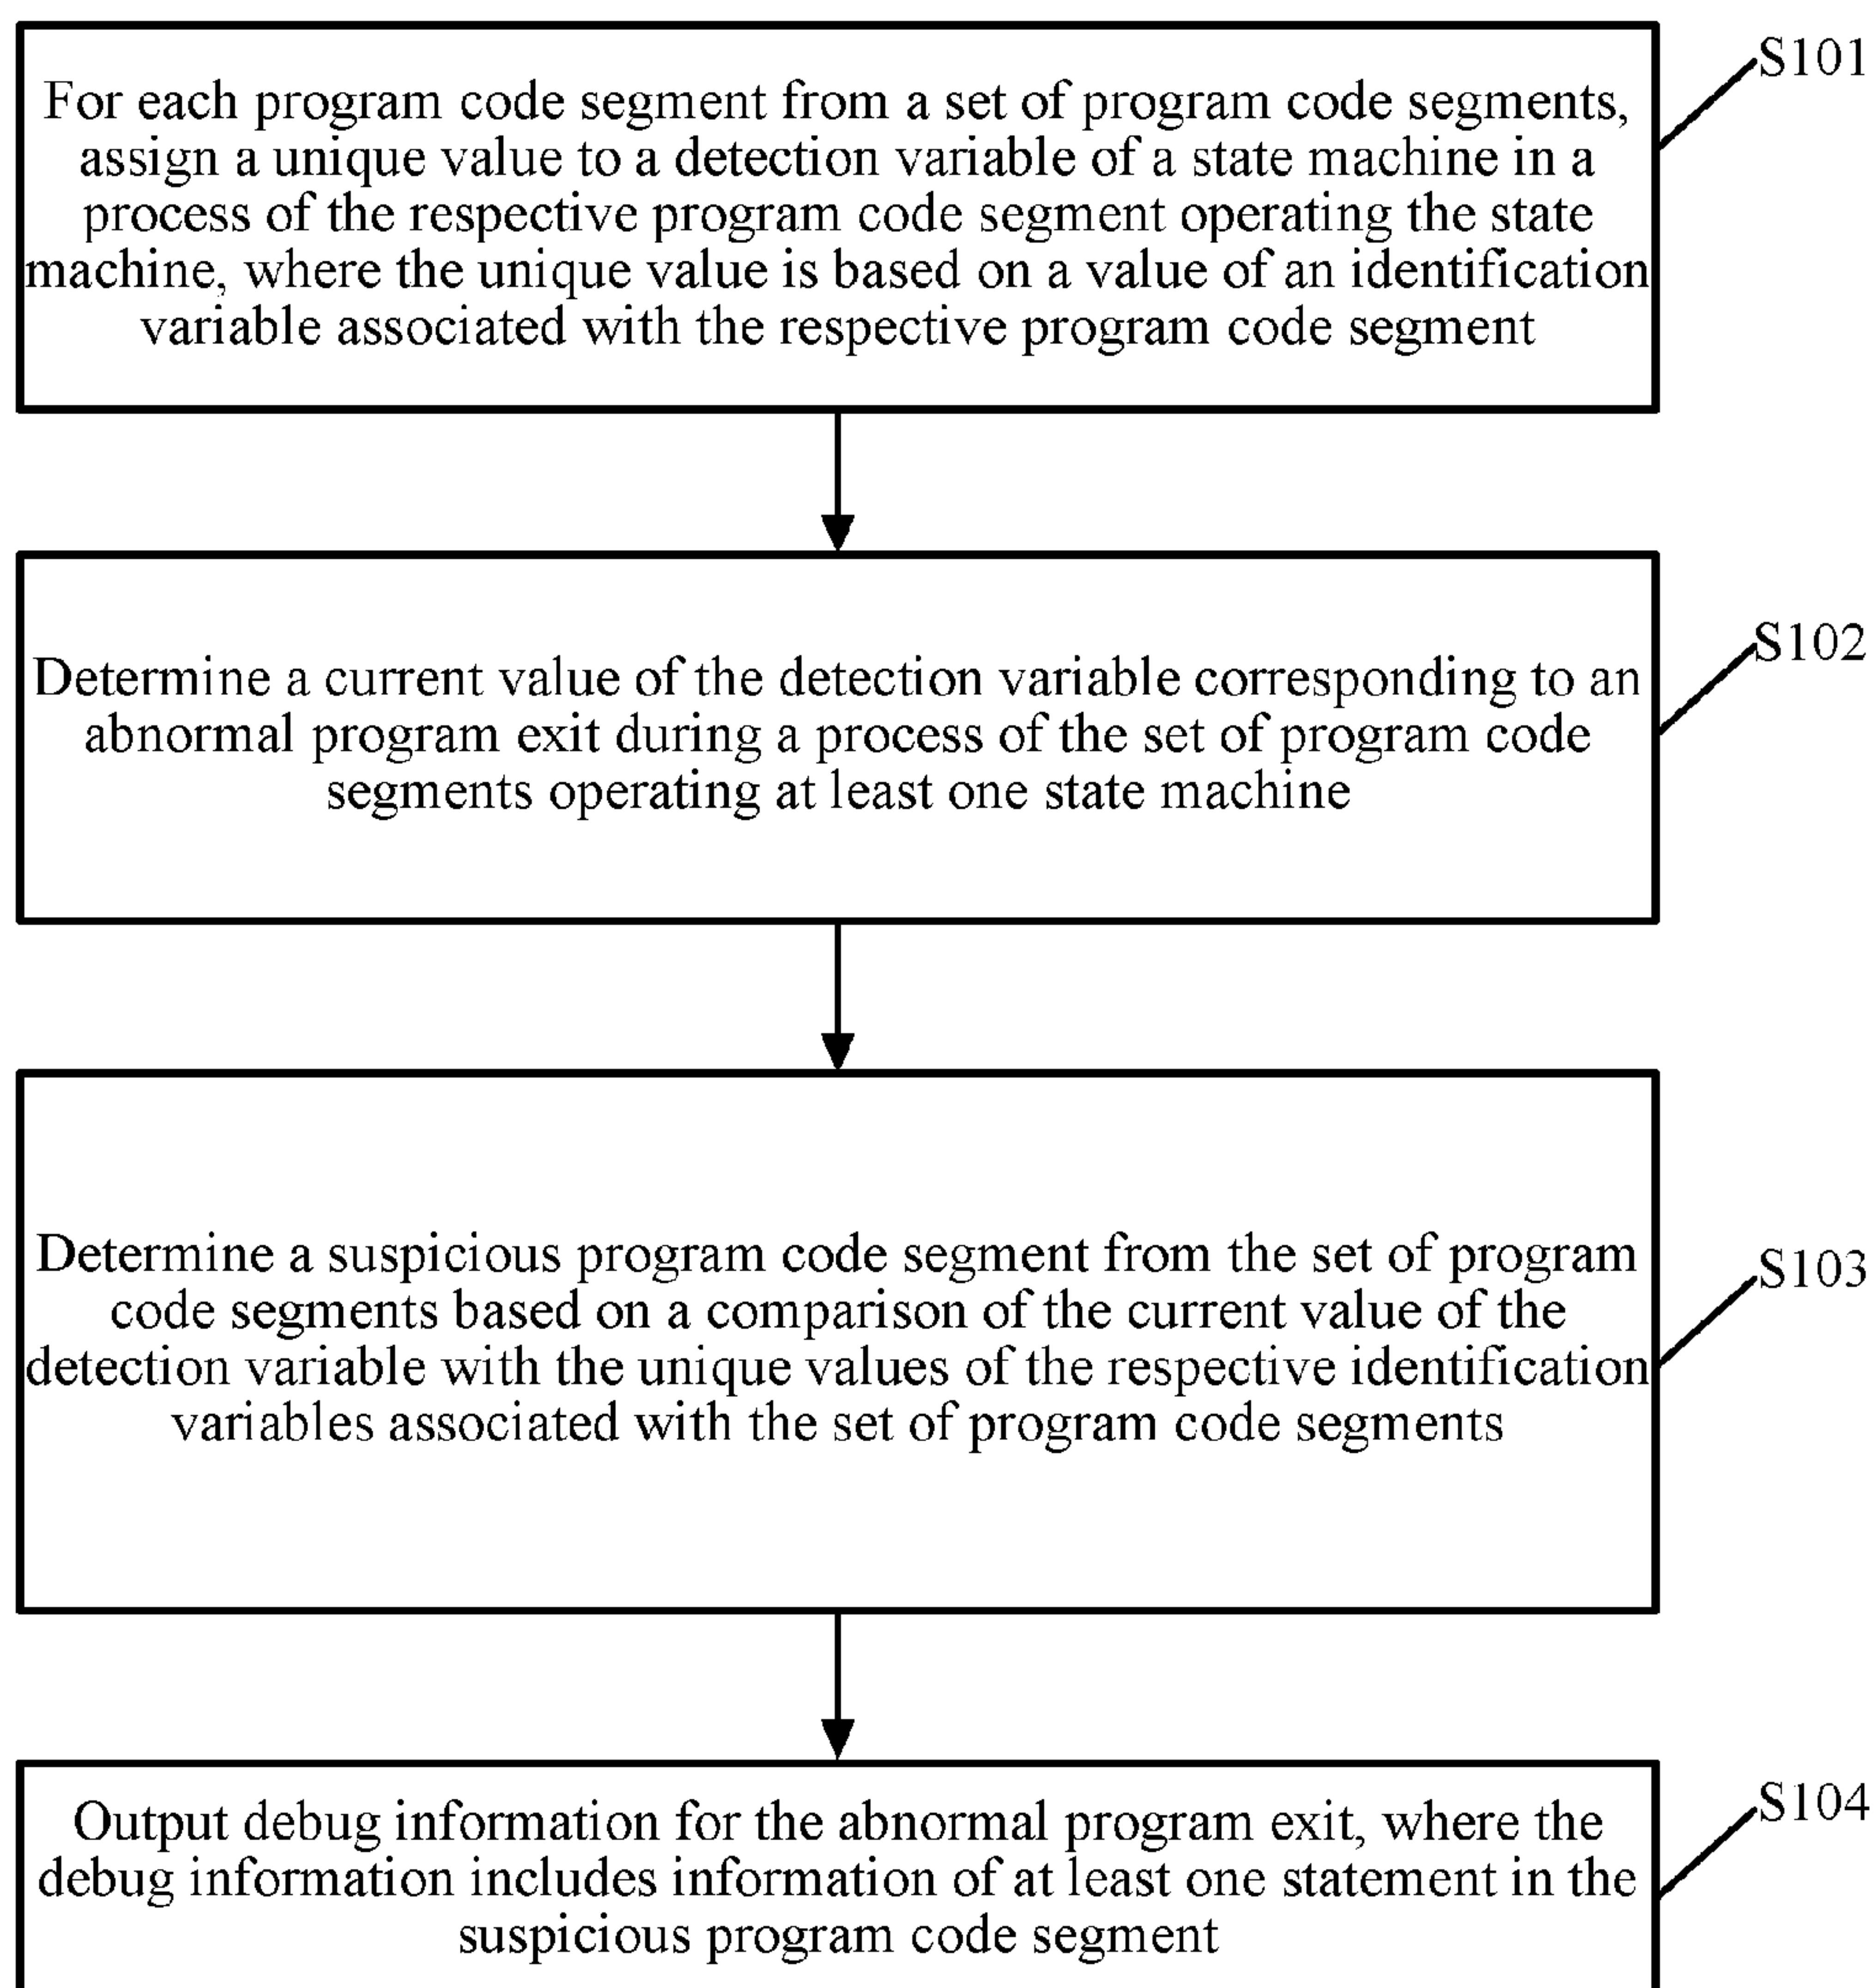 S101
For each program code segment from a set of program code segments,
assign a unique value to a detection variable of a state machine in a
process of the respective program code segment operating the state
machine, where the unique value is based on a value of an identification
variable associated with the respective program code segment
S102
Determine a current value of the detection variable corresponding to an
abnormal program exit during a process of the set of program code
segments operating at least one state machine
S103
Determine a suspicious program code segment from the set of program
code segments based on a comparison of the current value of the
detection variable with the unique values of the respective identification
variables associated with the set of program code segments
S104
Output debug information for the abnormal program exit, where the
debug information includes information of at least one statement in the
suspicious program code segment